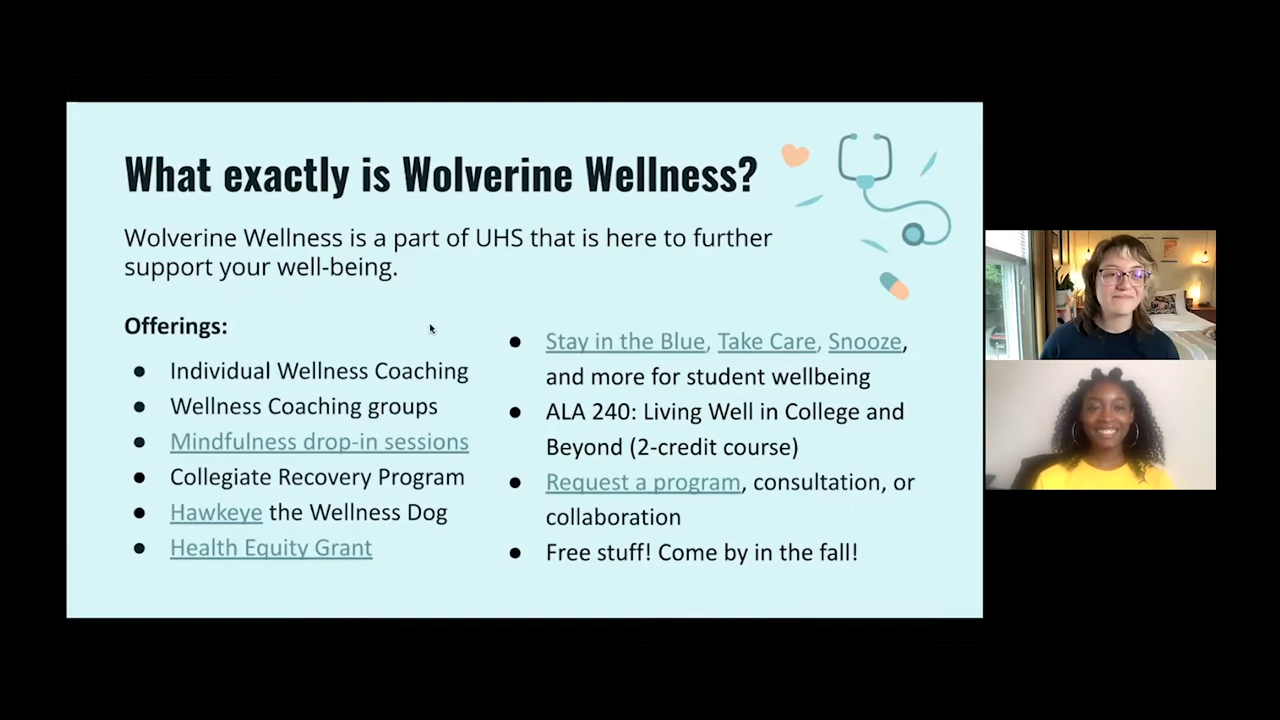 What exactly is Wolverine Wellness?
Wolverine Wellness is a part of UHS that is here to further
support your well-being.
Offerings:
● Individual Wellness Coaching
● Wellness Coaching groups
● Mindfulness drop-in sessions
● Collegiate Recovery Program
● Hawkeye the Wellness Dog
● Health Equity Grant
● Stay in the Blue, Take Care, Snooze,
and more for student wellbeing
● ALA 240: Living Well in College and
Beyond (2-credit course)
● Request a program, consultation, or
collaboration
● Free stuff! Come by in the fall!